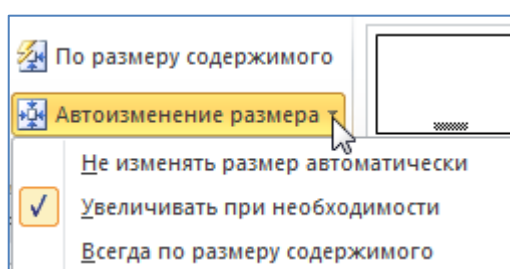 По размеру содержимого
Автоизменение размера
Не изменять размер автоматически
Увеличивать при необходимости
Всегда по размеру содержимого